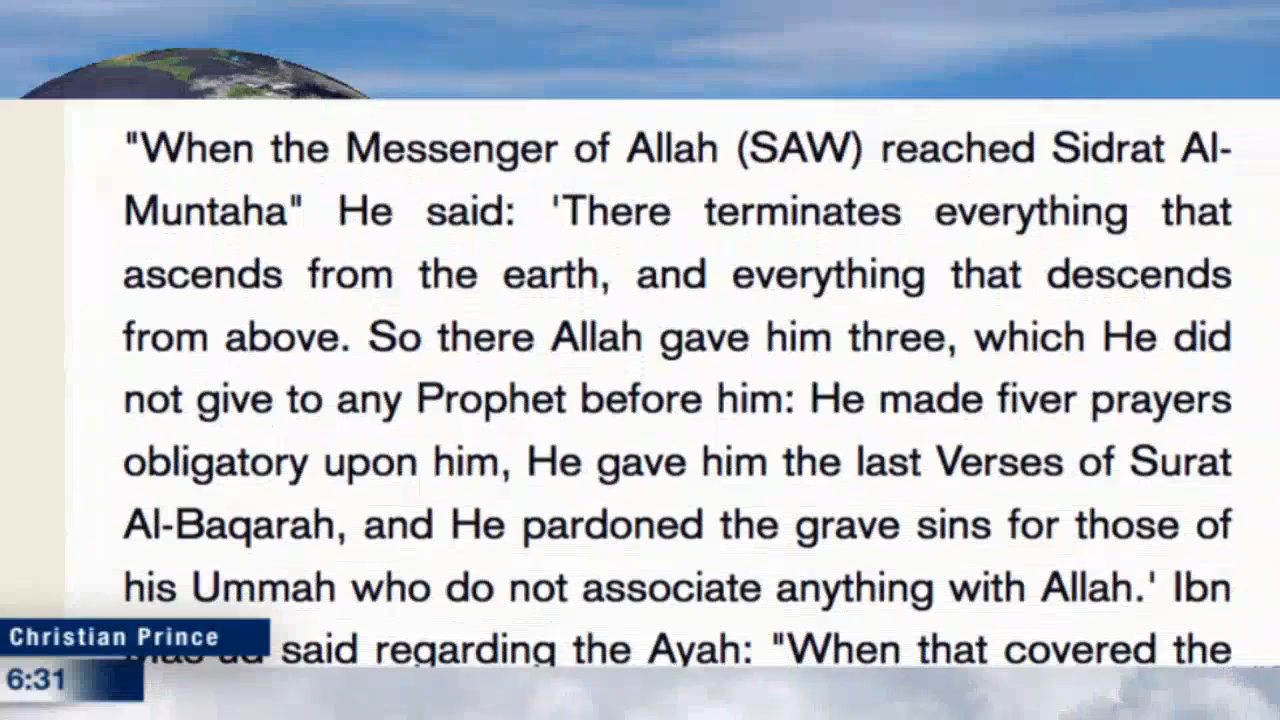 "When the Messenger of Allah (SAW) reached Sidrat Al-
Muntaha" He said: 'There terminates everything that
ascends from the earth, and everything that descends
from above. So there Allah gave him three, which He did
not give to any Prophet before him: He made fiver prayers
obligatory upon him, He gave him the last Verses of Surat
Al-Baqarah, and He pardoned the grave sins for those of
his Ummah who do not associate anything with Allah.' Ibn
said regarding the Ayah: "When that covered the
Christian Prince
6:31